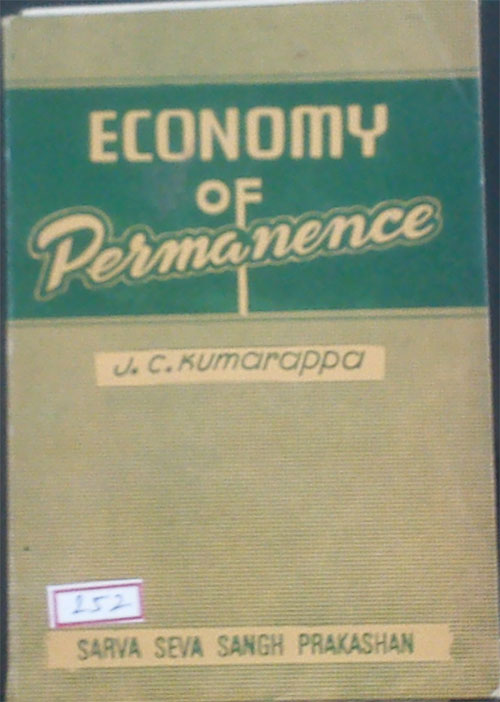 ECONOMY
OF
Permanence
J. C. Kumarappa
252
SARVA SEVA SANGH PRAKASHAN